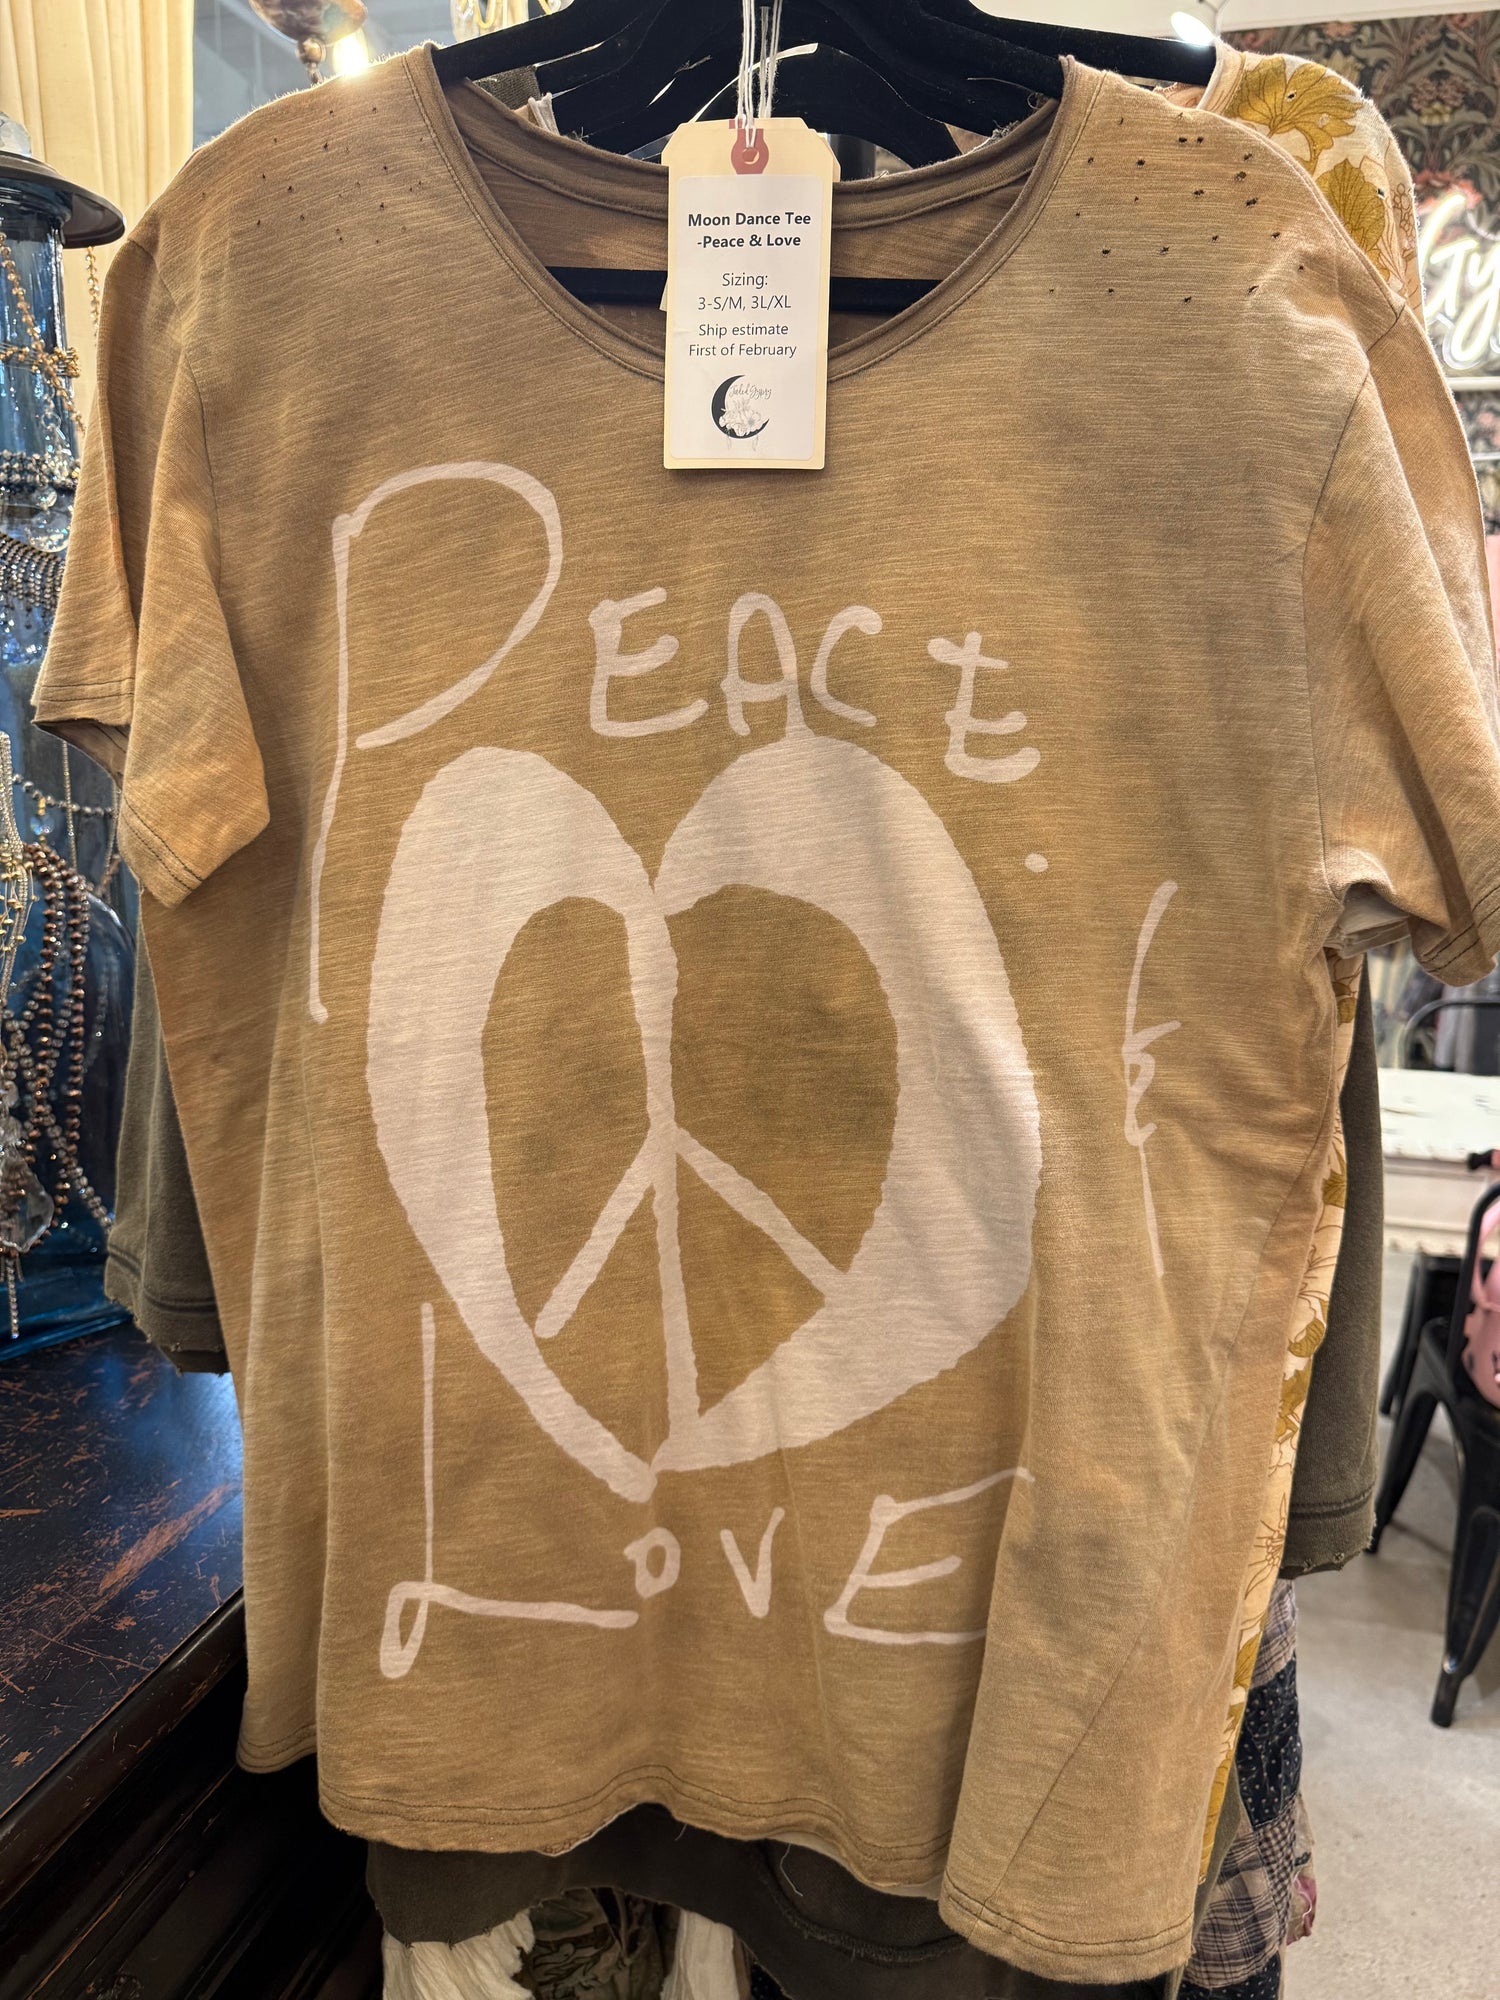 Moon Dance Tee
-Peace & Love
Sizing:
3-S/M, 3L/XL
Ship estimate
First of February
PEACE
&
LOVE